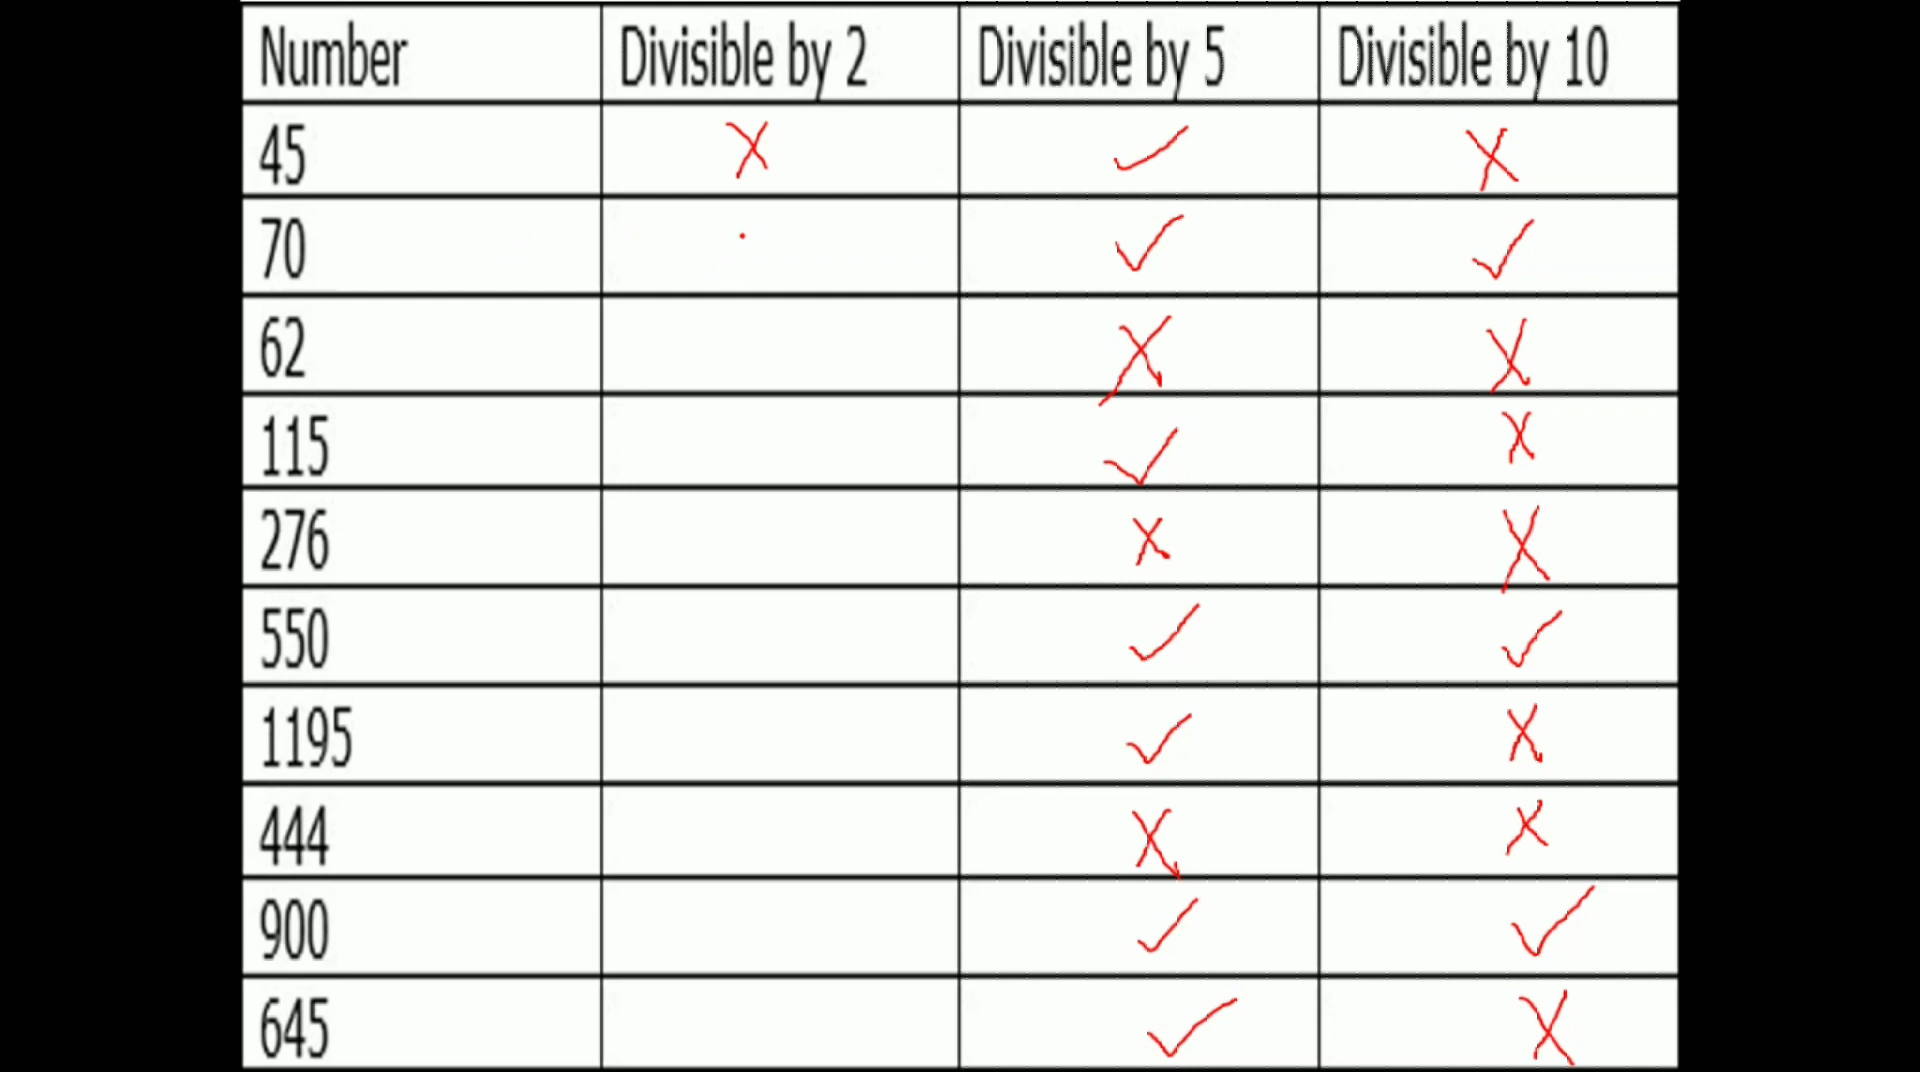 Number Divisible by 2 Divisible by 5 Divisible by 10
45 ✗ ✓ ✗
70 ✓ ✓
62 ✗ ✗
115 ✓ ✗
276 ✗ ✗
550 ✓ ✓
1195 ✓ ✗
444 ✗ ✗
900 ✓ ✓
645 ✓ ✗